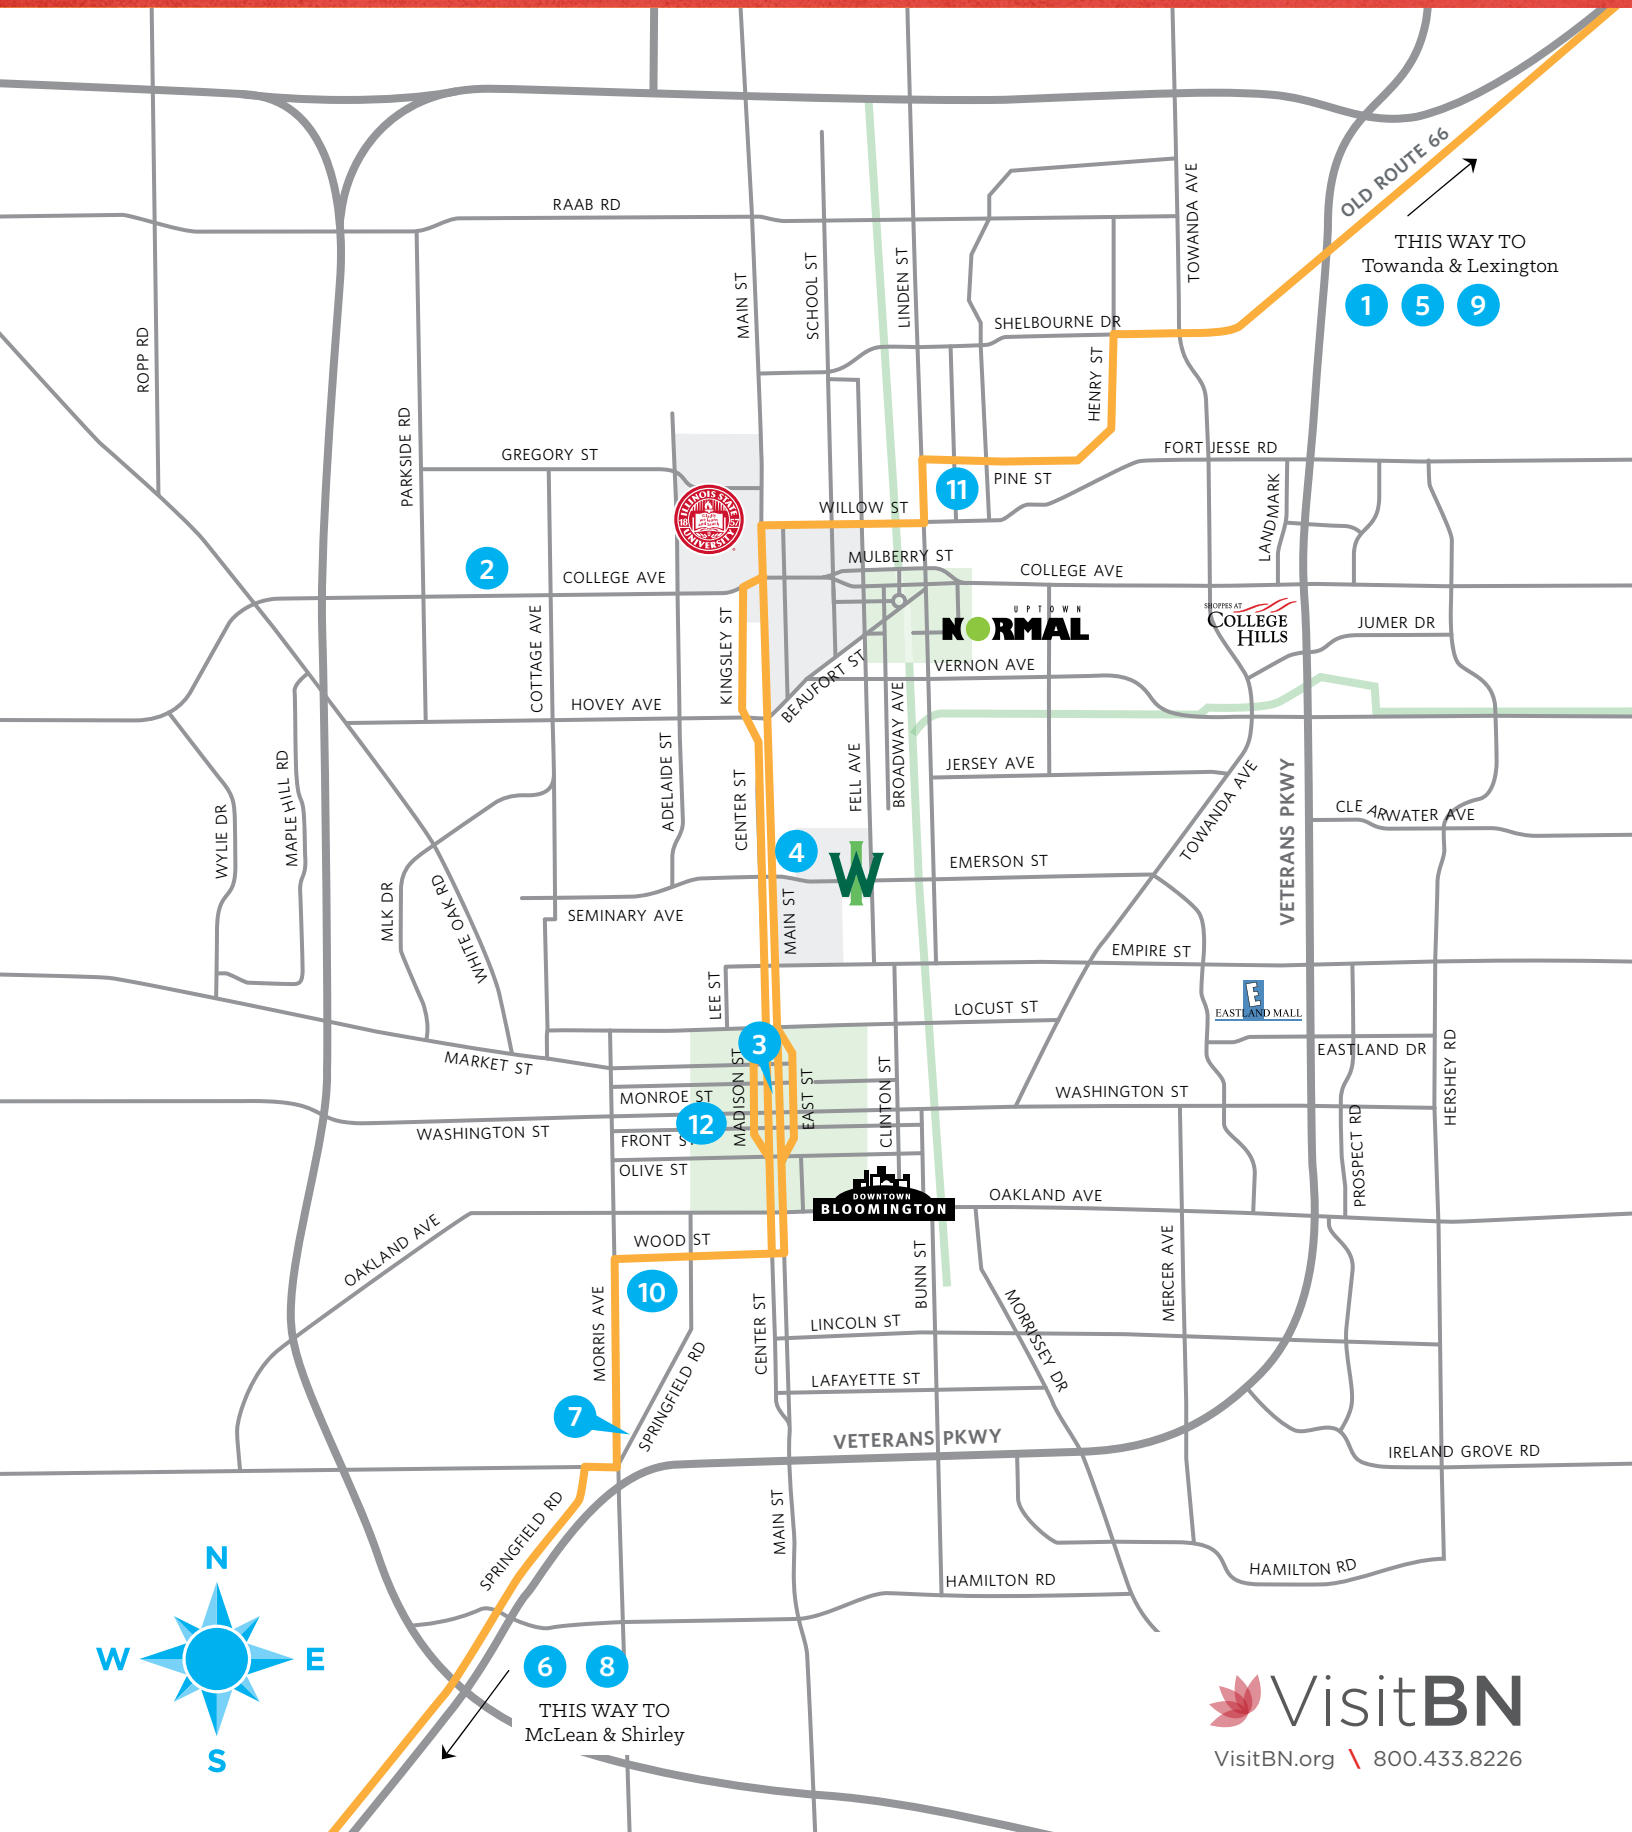 OLD ROUTE 66
THIS WAY TO
Towanda & Lexington
1 5 9
RAAB RD
TOWANDA AVE
LINDEN ST
SCHOOL ST
MAIN ST
ROPP RD
SHELBOURNE DR
HENRY ST
PARKSIDE RD
GREGORY ST
FORT JESSE RD
PINE ST
11
LANDMARK
WILLOW ST
ILLINOIS STATE
18 57
UNIVERSITY
2
MULBERRY ST
COLLEGE AVE
COLLEGE AVE
UPTOWN
NORMAL
SHOPPES AT
COLLEGE
HILLS
JUMER DR
COTTAGE AVE
KINGSLEY ST
VERNON AVE
BEAUFORT ST
HOVEY AVE
BROADWAY AVE
FELL AVE
ADELAIDE ST
CENTER ST
JERSEY AVE
TOWANDA AVE
VETERANS PKWY
CLEARWATER AVE
MAPLE HILL RD
WYLIE DR
4
W
EMERSON ST
MLK DR
WHITE OAK RD
SEMINARY AVE
MAIN ST
EMPIRE ST
LEE ST
LOCUST ST
E
EASTLAND MALL
EASTLAND DR
HERSHEY RD
3
MARKET ST
MADISON ST
EAST ST
CLINTON ST
MONROE ST
WASHINGTON ST
12
WASHINGTON ST
FRONT ST
OLIVE ST
PROSPECT RD
DOWNTOWN
BLOOMINGTON
OAKLAND AVE
OAKLAND AVE
WOOD ST
BUNN ST
MERCER AVE
10
MORRIS AVE
CENTER ST
LINCOLN ST
MORRISSEY DR
SPRINGFIELD RD
LAFAYETTE ST
7
VETERANS PKWY
IRELAND GROVE RD
SPRINGFIELD RD
MAIN ST
HAMILTON RD
HAMILTON RD
N
W E
S
6 8
THIS WAY TO
McLean & Shirley
VisitBN
VisitBN.org \ 800.433.8226